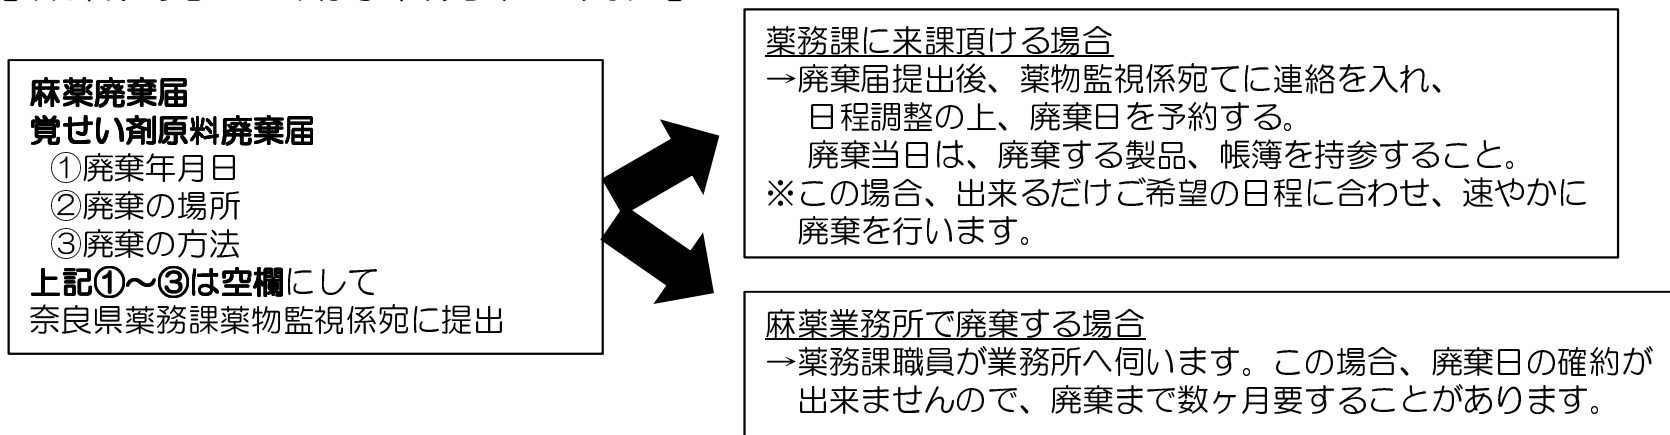 麻薬廃棄届
覚せい剤原料廃棄届
①廃棄年月日
②廃棄の場所
③廃棄の方法
上記①～③は空欄にして
奈良県薬務課薬物監視係宛に提出
薬務課に来課頂ける場合
→廃棄届提出後、薬物監視係宛てに連絡を入れ、
日程調整の上、廃棄日を予約する。
廃棄当日は、廃棄する製品、帳簿を持参すること。
※この場合、出来るだけご希望の日程に合わせ、速やかに
廃棄を行います。
麻薬業務所で廃棄する場合
→薬務課職員が業務所へ伺います。この場合、廃棄日の確約が
出来ませんので、廃棄まで数ヶ月要することがあります。